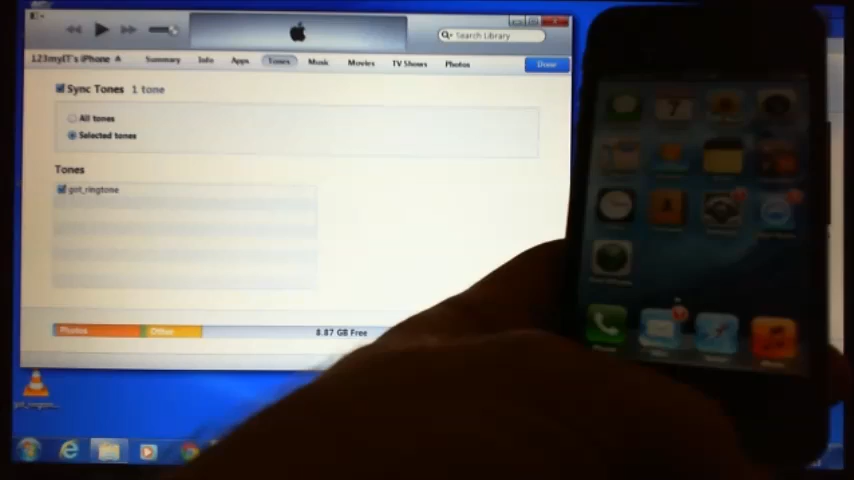 Search Library
123myIT's iPhone
Summary
Info
Apps
Tones
Music
Movies
TV Shows
Photos
Done
Sync Tones 1 tone
All tones
Selected tones
Tones
got_ringtone
Photos
Other
8.87 GB Free
7